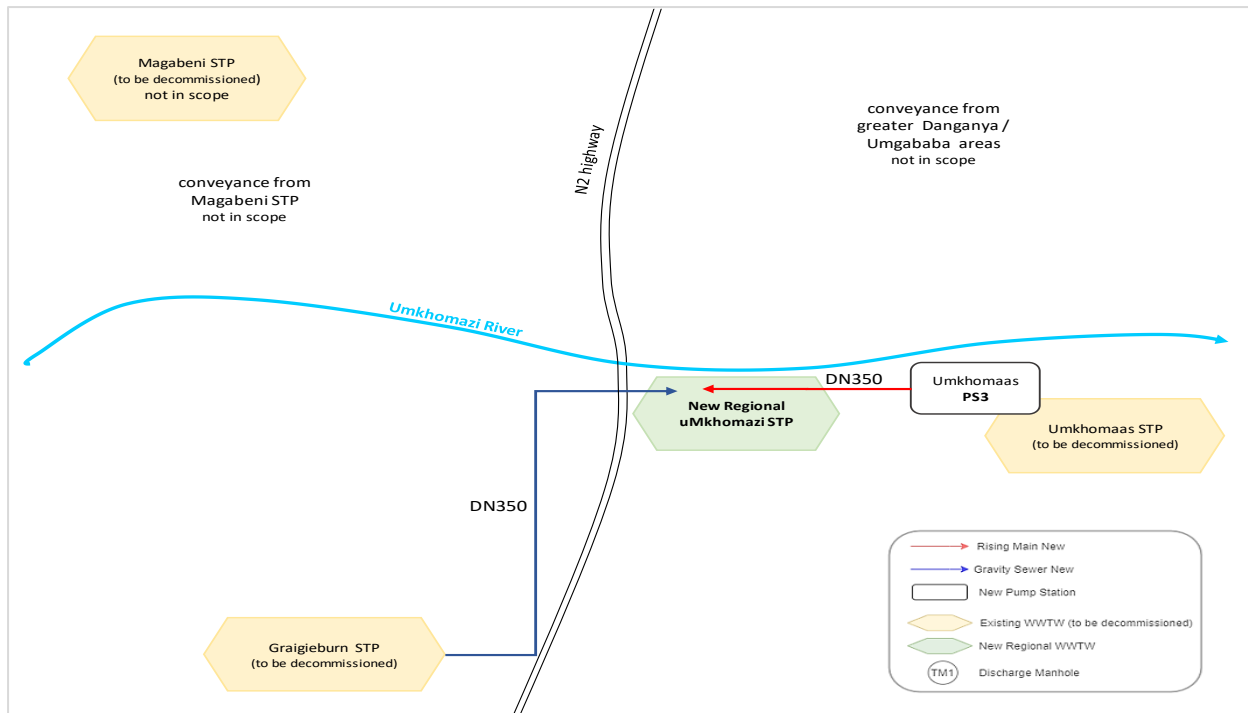 Magabeni STP
(to be decommissioned)
not in scope
conveyance from
greater Danganya /
Umgababa areas
not in scope
N2 highway
conveyance from
Magabeni STP
not in scope
Umkhomazi River
DN350
Umkhomaas
PS3
New Regional
uMkhomazi STP
Umkhomaas STP
(to be decommissioned)
DN350
Graigieburn STP
(to be decommissioned)
Rising Main New
Gravity Sewer New
New Pump Station
Existing WWTW (to be decommissioned)
New Regional WWTW
TM1 Discharge Manhole